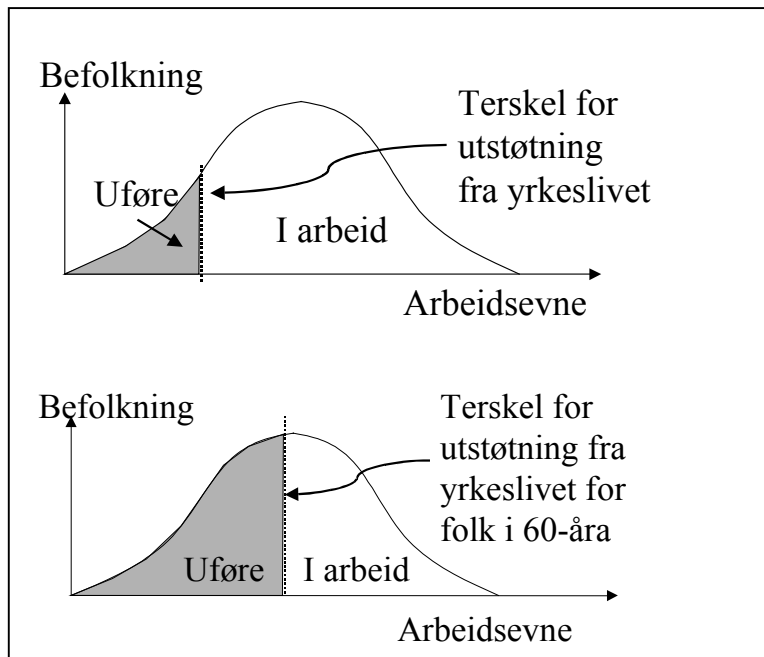 Befolkning
Terskel for
utstøtning
fra yrkeslivet
Uføre
I arbeid
Arbeidsevne
Befolkning
Terskel for
utstøtning fra
yrkeslivet for
folk i 60-åra
Uføre
I arbeid
Arbeidsevne